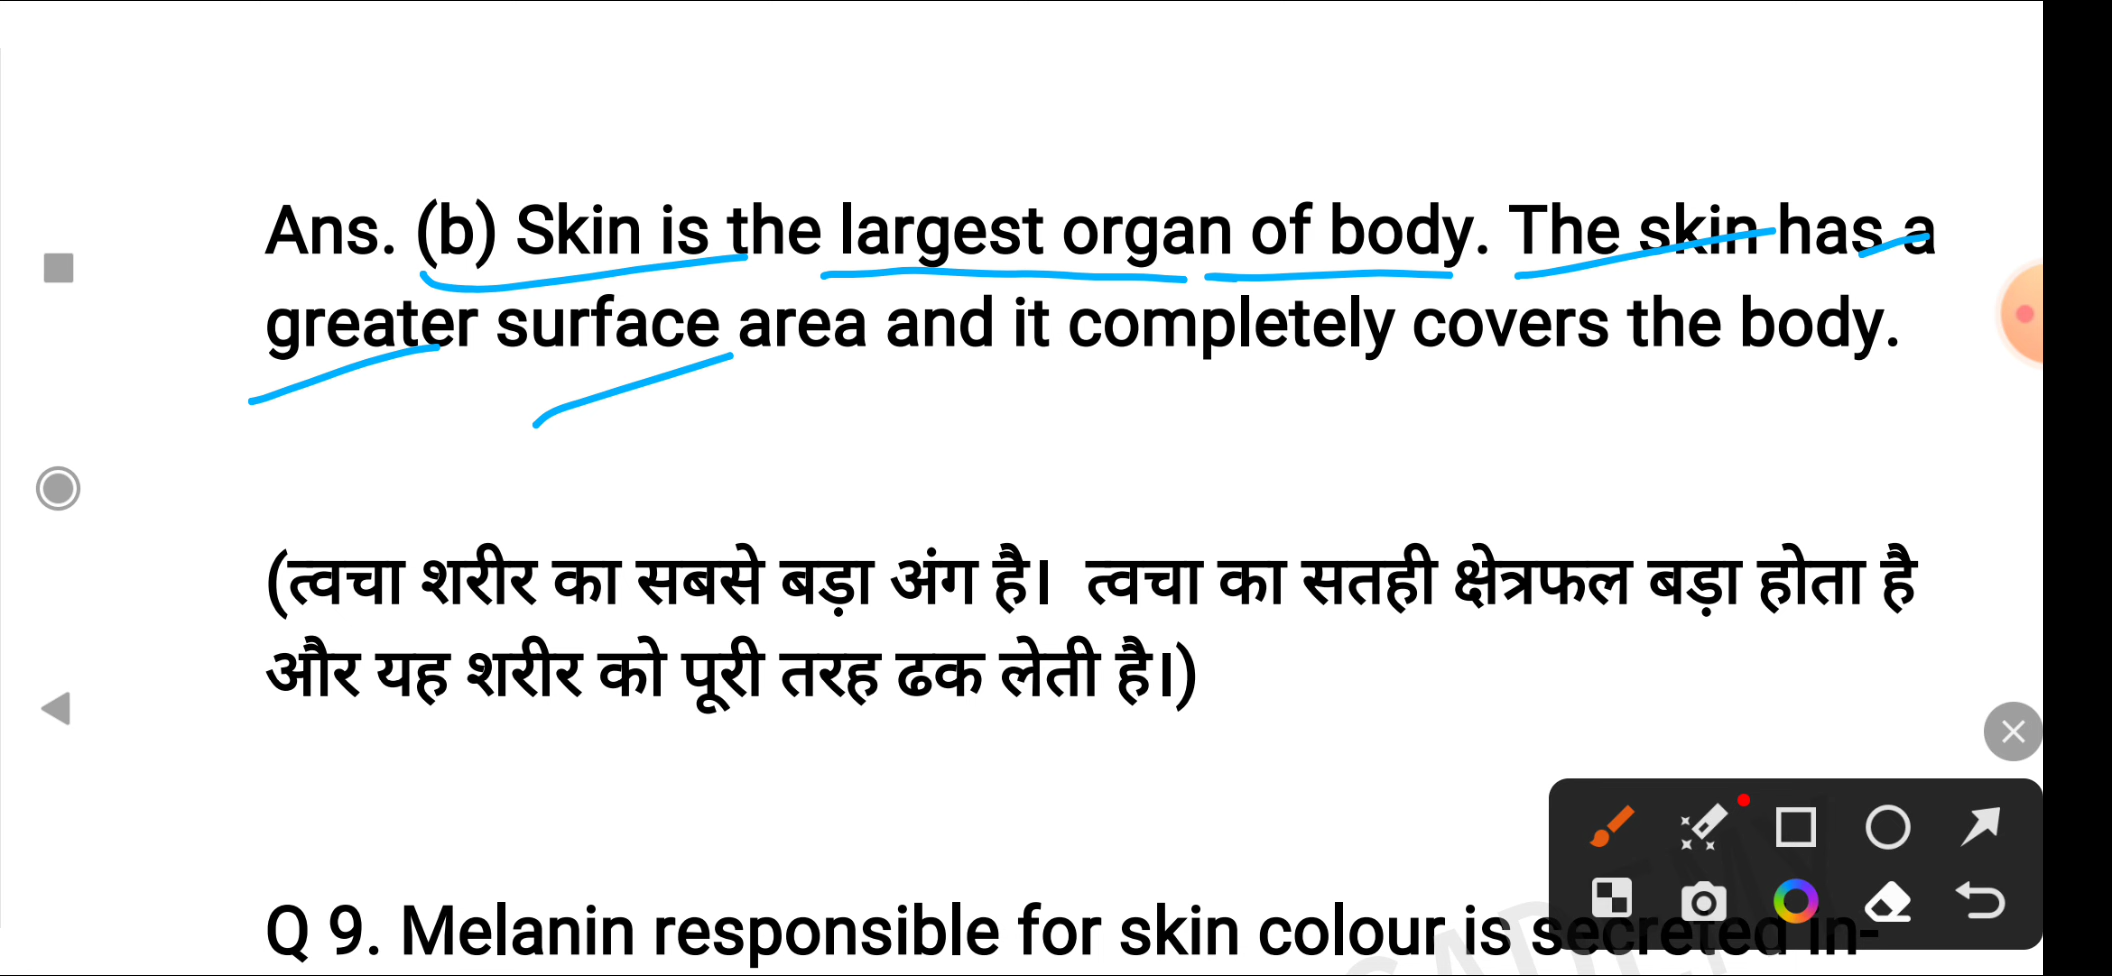 Ans. (b) Skin is the largest organ of body. The skin has a
greater surface area and it completely covers the body.
(त्वचा शरीर का सबसे बड़ा अंग है। त्वचा का सतही क्षेत्रफल बड़ा होता है
और यह शरीर को पूरी तरह ढक लेती है।)
Q 9. Melanin responsible for skin colour is secreted in-